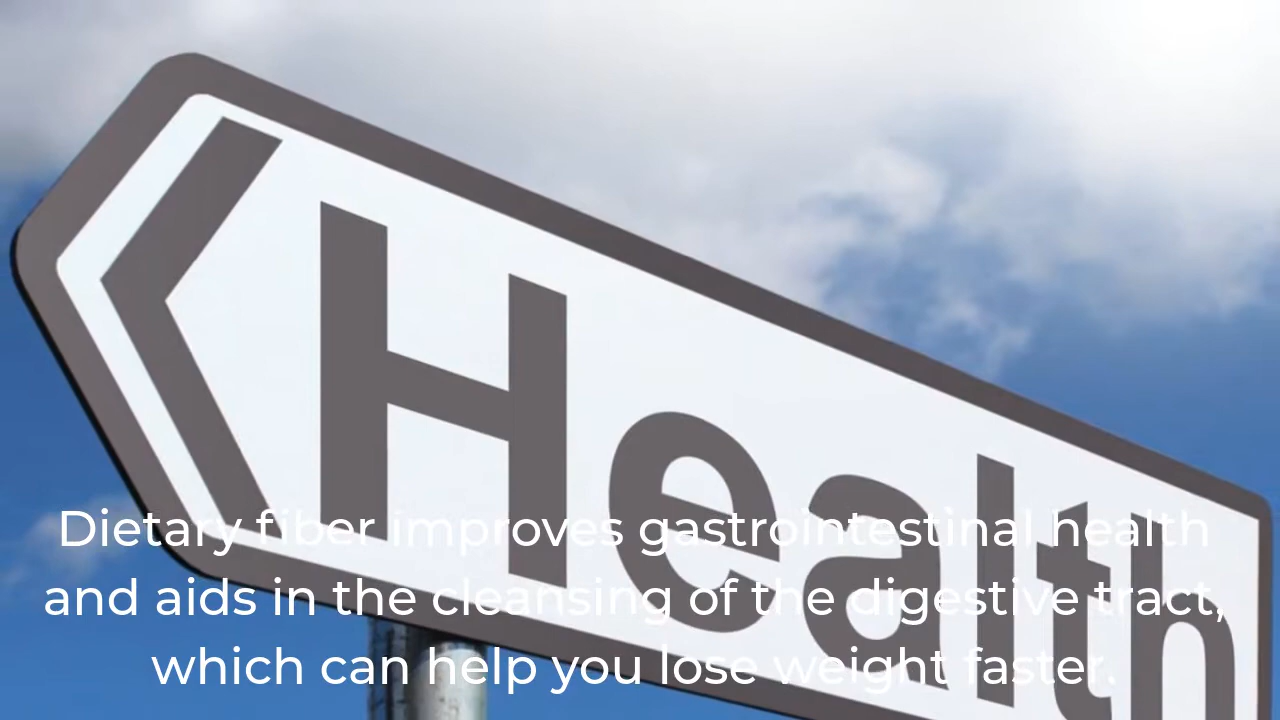 Health
Dietary fiber improves gastrointestinal health
and aids in the cleansing of the digestive tract,
which can help you lose weight faster.